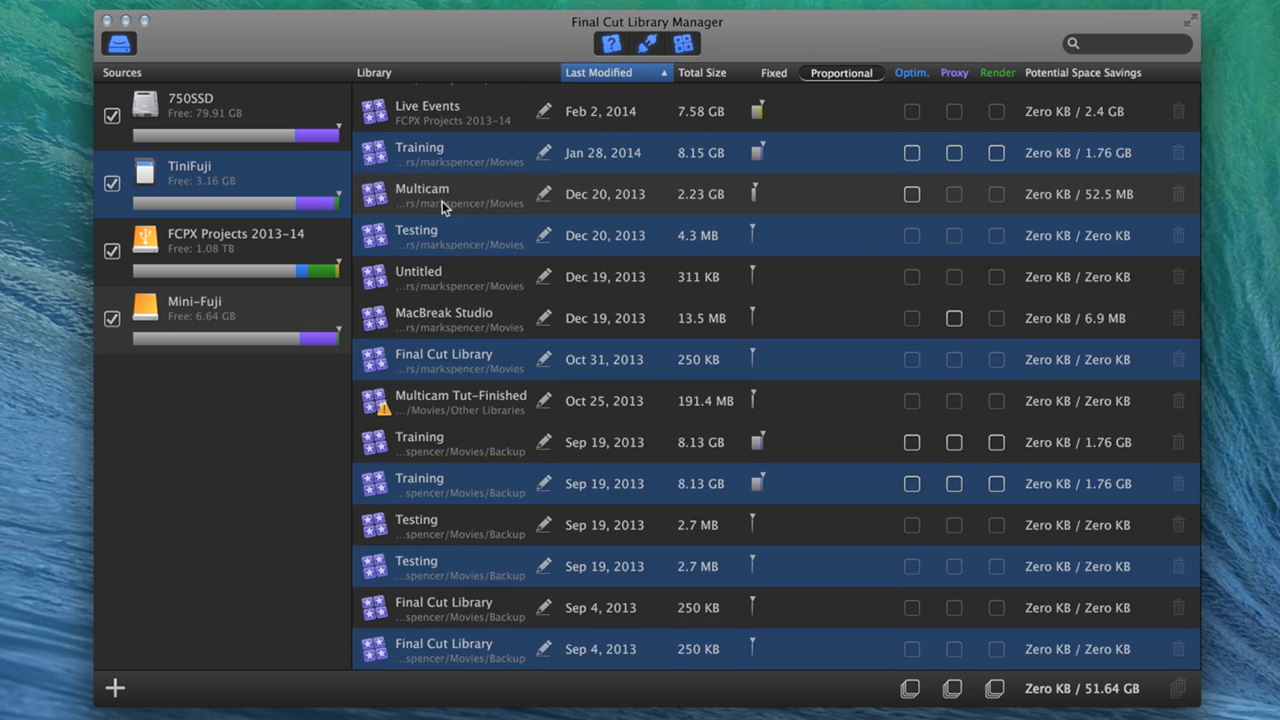 Final Cut Library Manager
Sources
Library Last Modified Total Size Fixed Proportional Optim. Proxy Render Potential Space Savings
750SSD
Free: 79.91 GB
TiniFuji
Free: 3.16 GB
FCPX Projects 2013-14
Free: 1.08 TB
Mini-Fuji
Free: 6.64 GB
Live Events Feb 2, 2014 7.58 GB Zero KB / 2.4 GB
FCPX Projects 2013-14
Training Jan 28, 2014 8.15 GB Zero KB / 1.76 GB
...rs/markspencer/Movies
Multicam Dec 20, 2013 2.23 GB Zero KB / 52.5 MB
...rs/markspencer/Movies
Testing Dec 20, 2013 4.3 MB Zero KB / Zero KB
...rs/markspencer/Movies
Untitled Dec 19, 2013 311 KB Zero KB / Zero KB
...rs/markspencer/Movies
MacBreak Studio Dec 19, 2013 13.5 MB Zero KB / 6.9 MB
...rs/markspencer/Movies
Final Cut Library Oct 31, 2013 250 KB Zero KB / Zero KB
...rs/markspencer/Movies
Multicam Tut-Finished Oct 25, 2013 191.4 MB Zero KB / Zero KB
.../Movies/Other Libraries
Training Sep 19, 2013 8.13 GB Zero KB / 1.76 GB
...spencer/Movies/Backup
Training Sep 19, 2013 8.13 GB Zero KB / 1.76 GB
...spencer/Movies/Backup
Testing Sep 19, 2013 2.7 MB Zero KB / Zero KB
...spencer/Movies/Backup
Testing Sep 19, 2013 2.7 MB Zero KB / Zero KB
...spencer/Movies/Backup
Final Cut Library Sep 4, 2013 250 KB Zero KB / Zero KB
...spencer/Movies/Backup
Final Cut Library Sep 4, 2013 250 KB Zero KB / Zero KB
...spencer/Movies/Backup
Zero KB / 51.64 GB